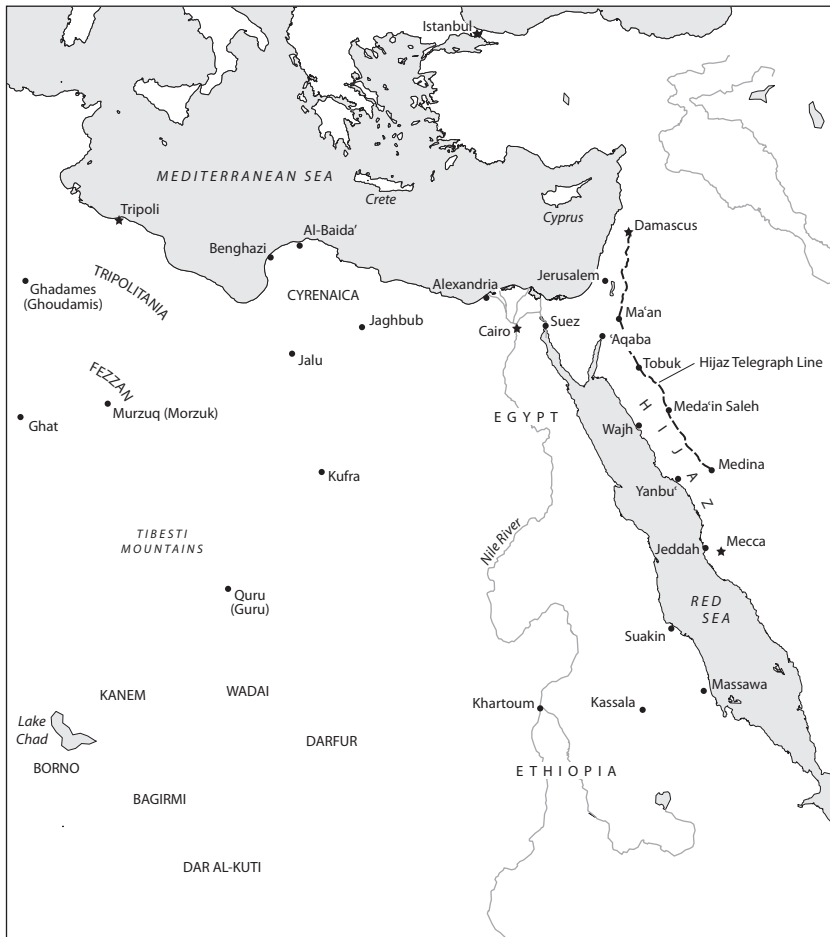 Istanbul
MEDITERRANEAN SEA
Crete
Cyprus
Tripoli
Damascus
Al-Baida’
Benghazi
Ghadames
(Ghoudamis)
TRIPOLITANIA
CYRENAICA
Alexandria
Jerusalem
Jaghbub
Cairo
Suez
Ma‘an
‘Aqaba
Jalu
Tobuk
Hijaz Telegraph Line
FEZZAN
Murzuq (Morzuk)
Ghat
EGYPT
HIJAZ
Meda‘in Saleh
Wajh
Medina
Kufra
Yanbu‘
TIBESTI
MOUNTAINS
Nile River
Jeddah
Mecca
Quru
(Guru)
RED
SEA
Suakin
KANEM
WADAI
Massawa
Khartoum
Kassala
Lake
Chad
DARFUR
BORNO
ETHIOPIA
BAGIRMI
DAR AL-KUTI